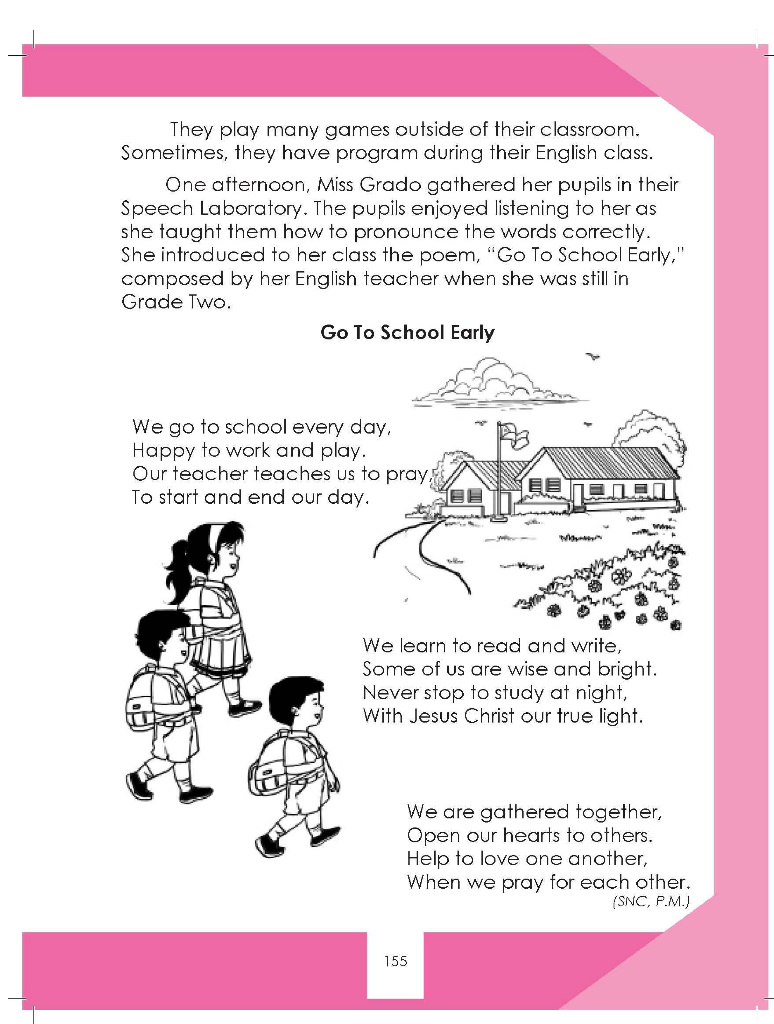 They play many games outside of their classroom.
Sometimes, they have program during their English class.
One afternoon, Miss Grado gathered her pupils in their
Speech Laboratory. The pupils enjoyed listening to her as
she taught them how to pronounce the words correctly.
She introduced to her class the poem, “Go To School Early,”
composed by her English teacher when she was still in
Grade Two.
Go To School Early
We go to school every day,
Happy to work and play.
Our teacher teaches us to pray,
To start and end our day.
We learn to read and write,
Some of us are wise and bright.
Never stop to study at night,
With Jesus Christ our true light.
We are gathered together,
Open our hearts to others.
Help to love one another,
When we pray for each other.
(SNC, P.M.)
155